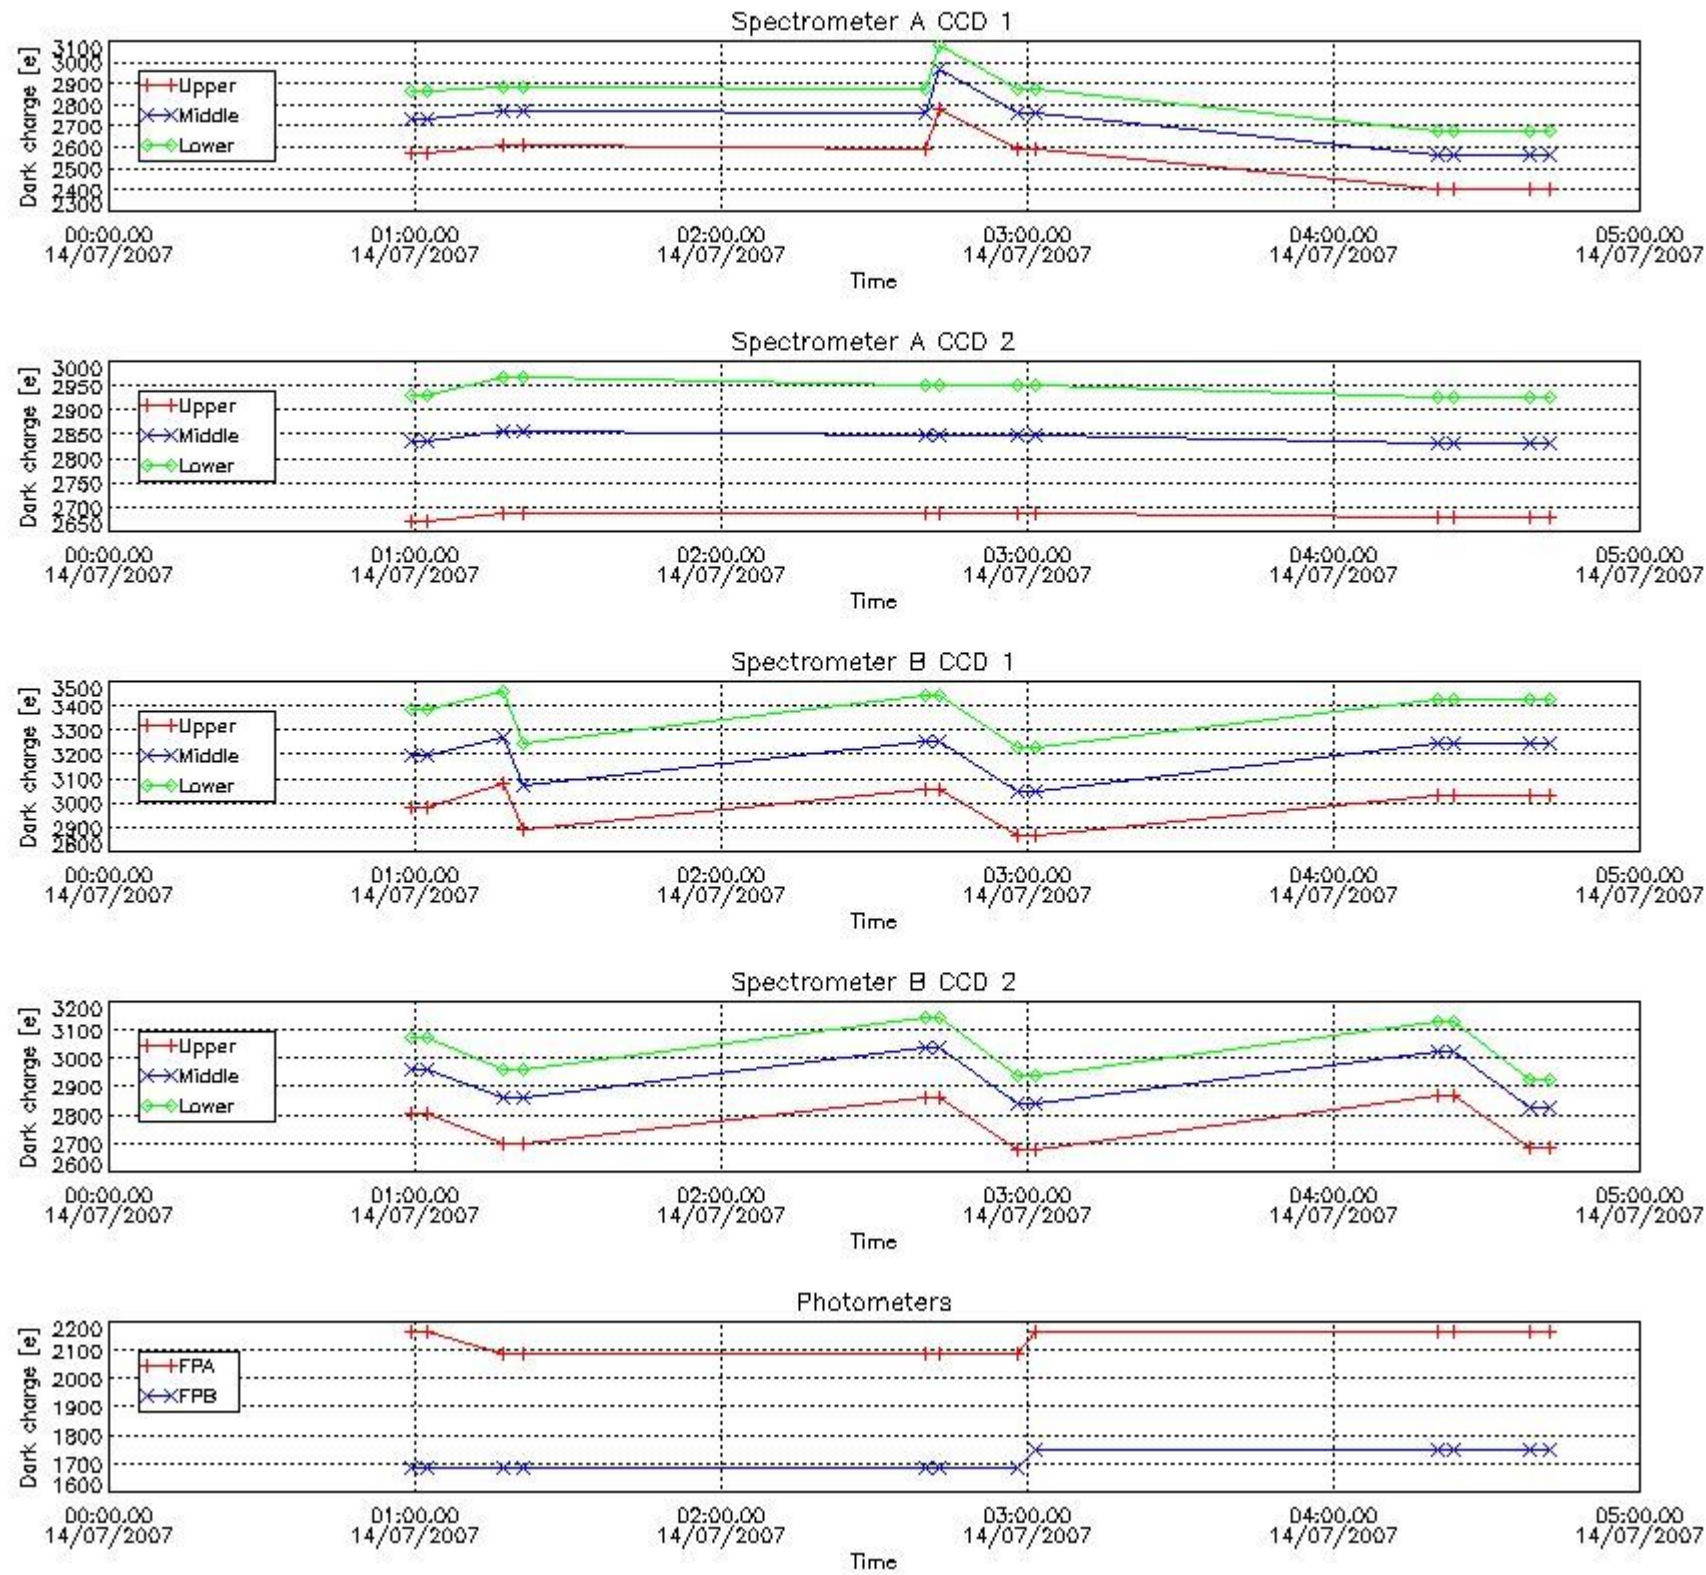 Spectrometer A CCD 1
Dark charge [e]
3100
3000
2900
2800
2700
2600
2500
2400
2300
Upper
Middle
Lower
00:00.00 01:00.00 02:00.00 03:00.00 04:00.00 05:00.00
14/07/2007 14/07/2007 14/07/2007 14/07/2007 14/07/2007 14/07/2007
Time
Spectrometer A CCD 2
Dark charge [e]
3000
2950
2900
2850
2800
2750
2700
2650
Upper
Middle
Lower
00:00.00 01:00.00 02:00.00 03:00.00 04:00.00 05:00.00
14/07/2007 14/07/2007 14/07/2007 14/07/2007 14/07/2007 14/07/2007
Time
Spectrometer B CCD 1
Dark charge [e]
3500
3400
3300
3200
3100
3000
2900
2800
Upper
Middle
Lower
00:00.00 01:00.00 02:00.00 03:00.00 04:00.00 05:00.00
14/07/2007 14/07/2007 14/07/2007 14/07/2007 14/07/2007 14/07/2007
Time
Spectrometer B CCD 2
Dark charge [e]
3200
3100
3000
2900
2800
2700
2600
Upper
Middle
Lower
00:00.00 01:00.00 02:00.00 03:00.00 04:00.00 05:00.00
14/07/2007 14/07/2007 14/07/2007 14/07/2007 14/07/2007 14/07/2007
Time
Photometers
Dark charge [e]
2200
2100
2000
1900
1800
1700
1600
FPA
FPB
00:00.00 01:00.00 02:00.00 03:00.00 04:00.00 05:00.00
14/07/2007 14/07/2007 14/07/2007 14/07/2007 14/07/2007 14/07/2007
Time